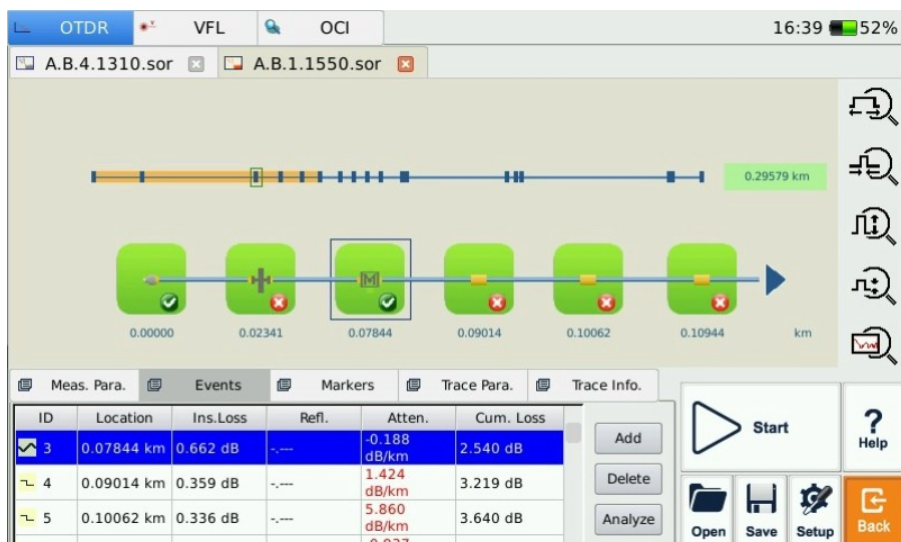 OTDR VFL OCI 16:39 52%
A.B.4.1310.sor A.B.1.1550.sor
0.29579 km
M
0.00000 0.02341 0.07844 0.09014 0.10062 0.10944 km
Meas. Para. Events Markers Trace Para. Trace Info.
ID Location Ins.Loss Refl. Atten. Cum. Loss
3 0.07844 km 0.662 dB -.--- -0.188 dB/km 2.540 dB
4 0.09014 km 0.359 dB -.--- 1.424 dB/km 3.219 dB
5 0.10062 km 0.336 dB -.--- 5.860 dB/km 3.640 dB
Add
Delete
Analyze
Start
? Help
Open Save Setup Back